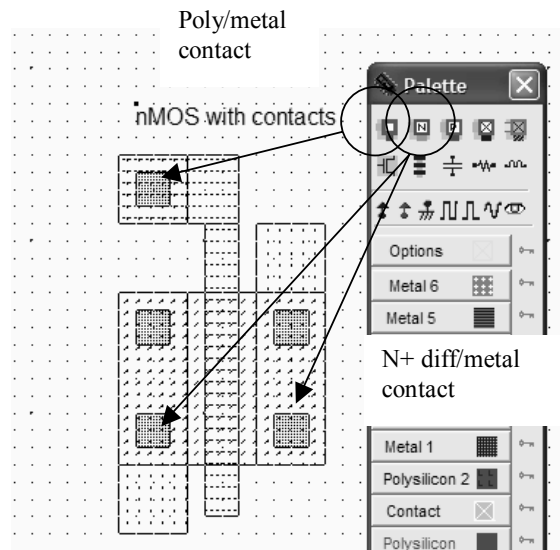 Poly/metal
contact
Palette
nMOS with contacts
N
P
Options
Metal 6
Metal 5
N+ diff/metal
contact
Metal 1
Polysilicon 2
Contact
Polysilicon